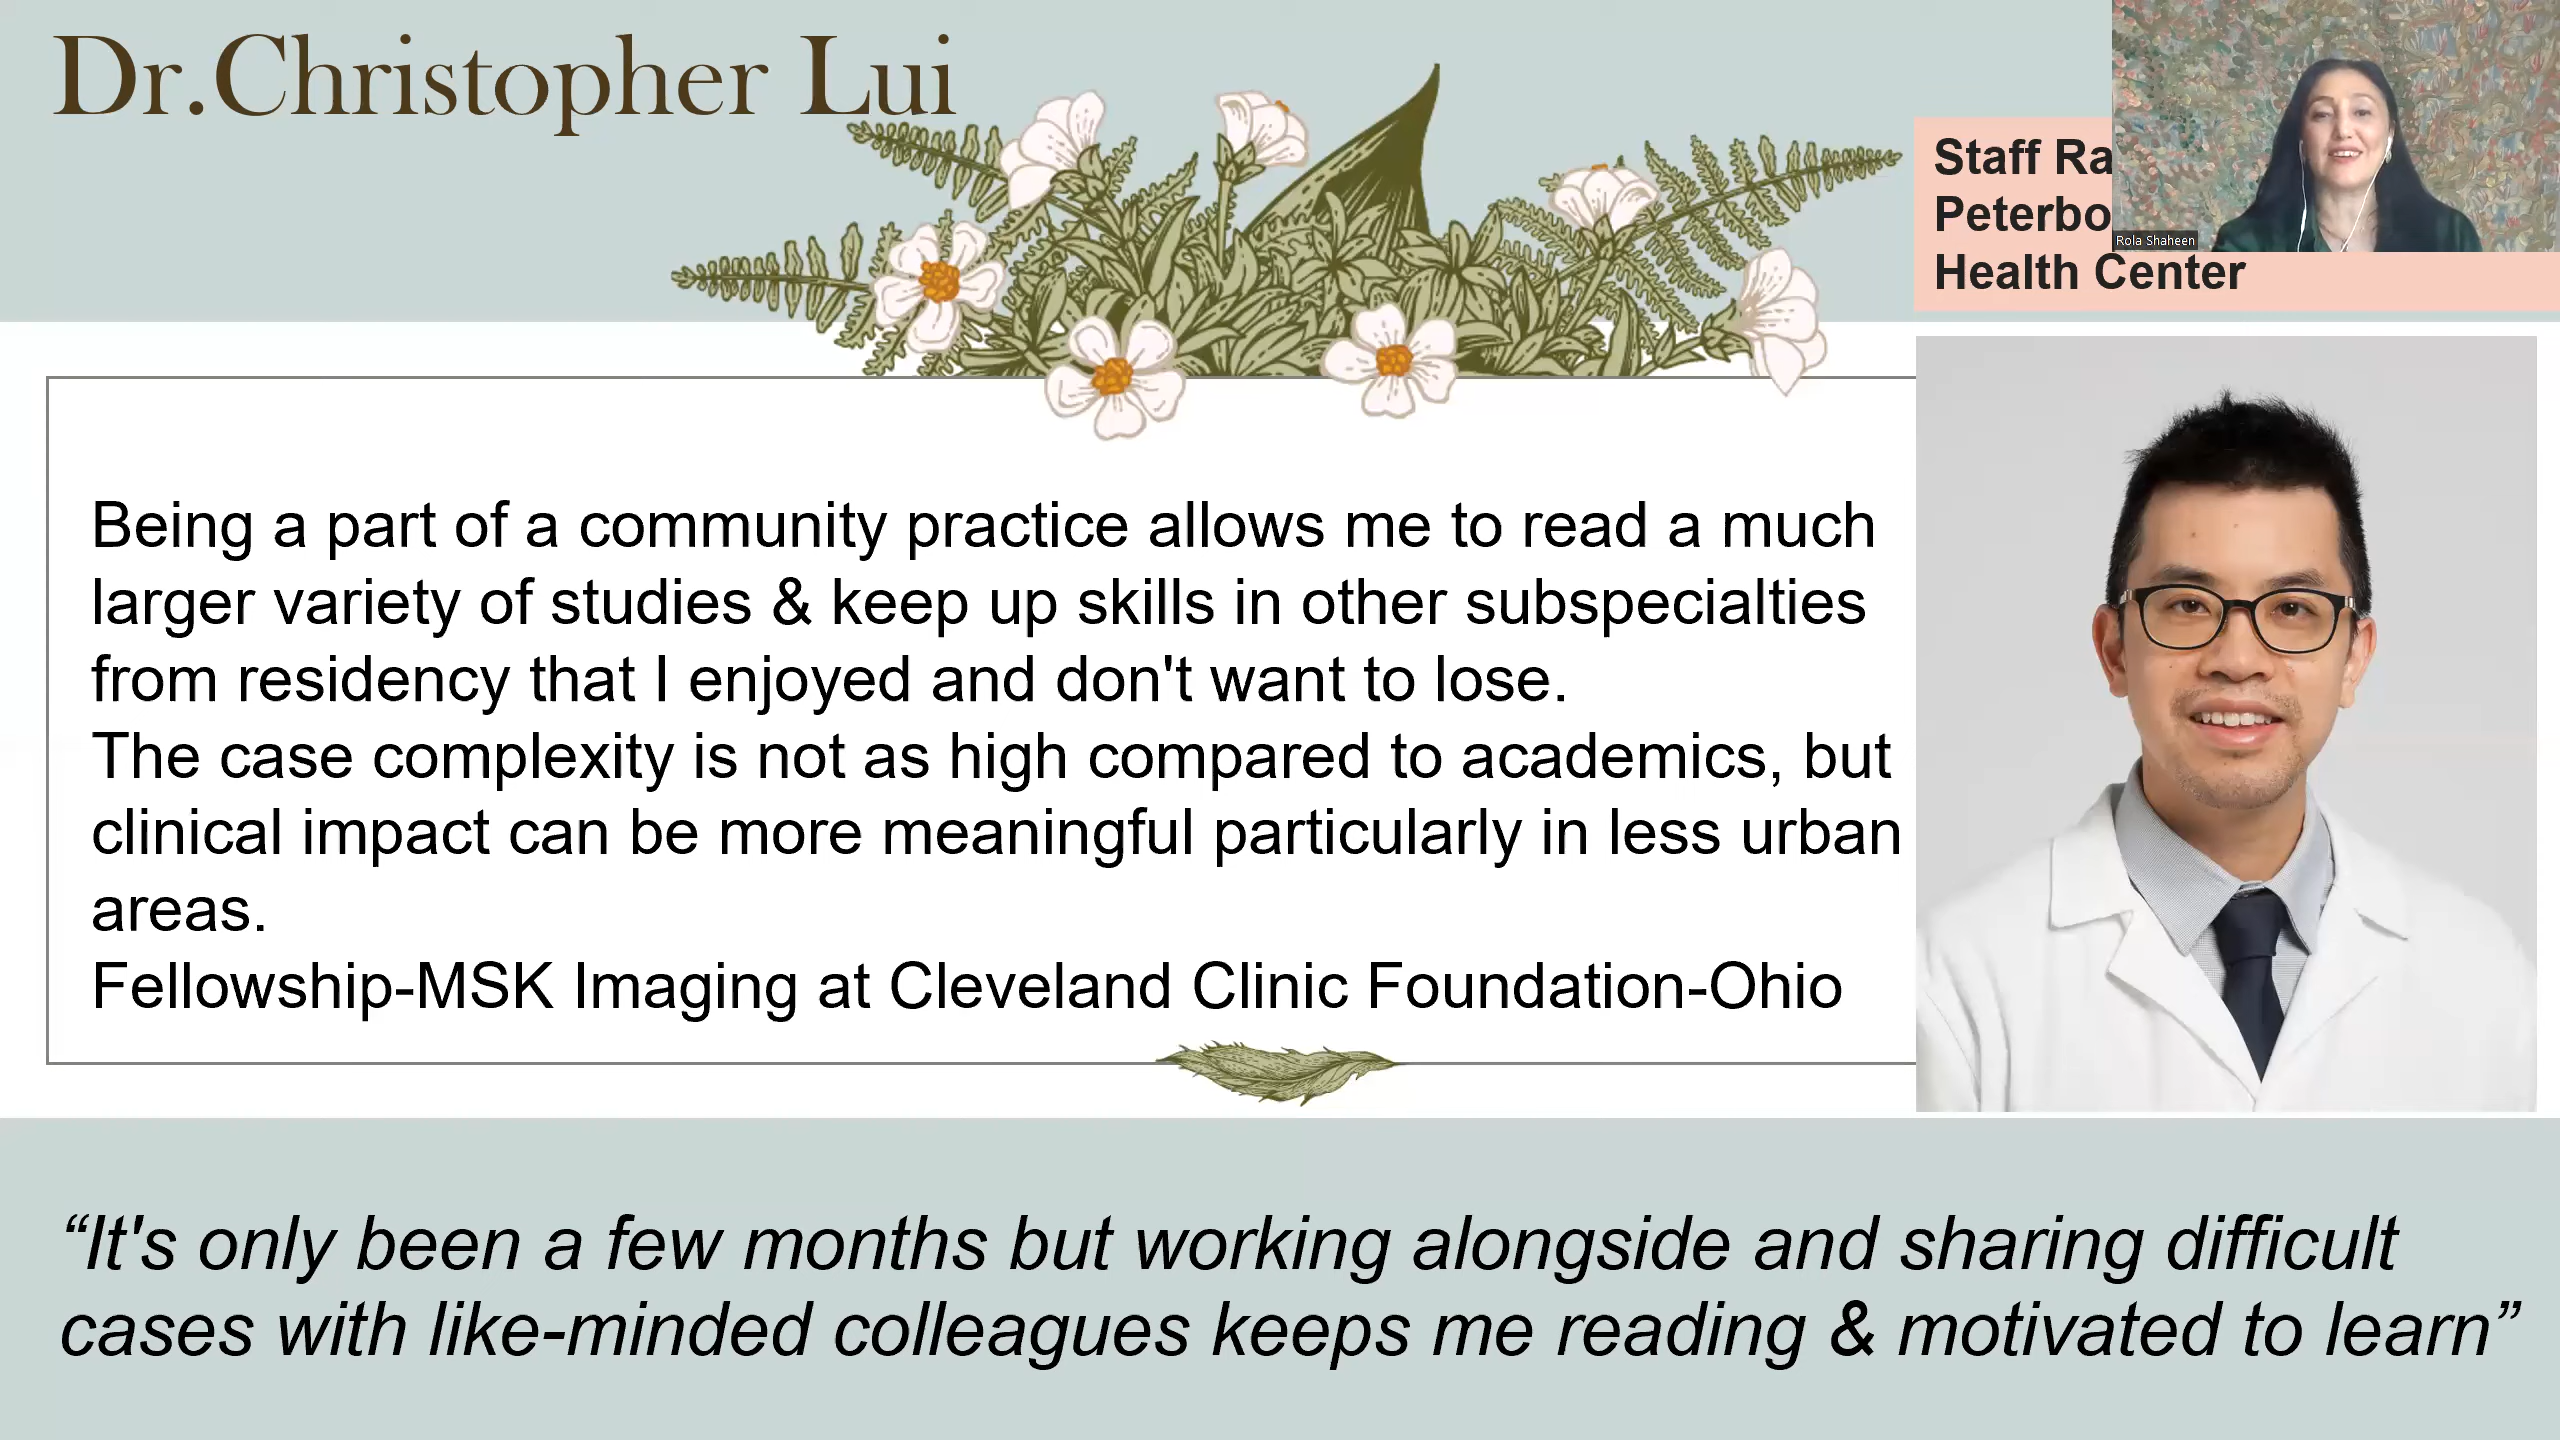 Dr.Christopher Lui
Staff
Health Center
Rola Shaheen
Being a part of a community practice allows me to read a much
larger variety of studies & keep up skills in other subspecialties
from residency that I enjoyed and don't want to lose.
The case complexity is not as high compared to academics, but
clinical impact can be more meaningful particularly in less urban
areas.
Fellowship-MSK Imaging at Cleveland Clinic Foundation-Ohio
“It's only been a few months but working alongside and sharing difficult
cases with like-minded colleagues keeps me reading & motivated to learn”